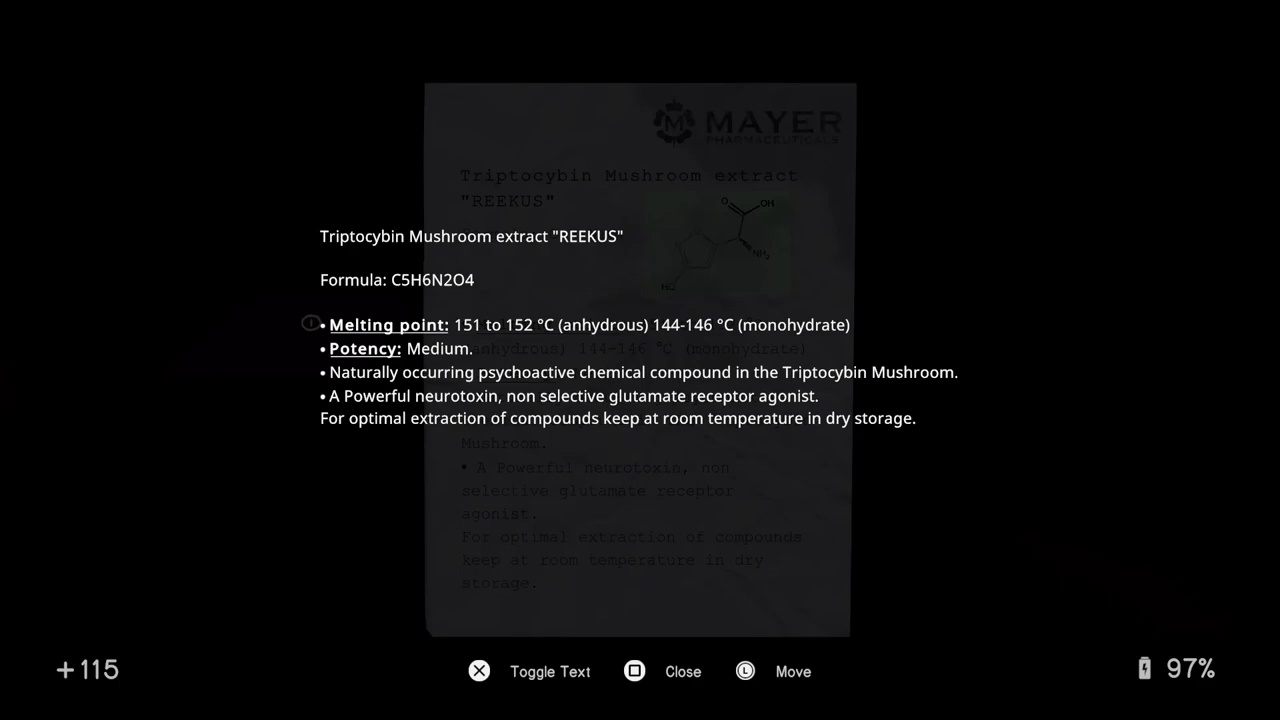 MAYER
PHARMACEUTICALS
Triptocybin Mushroom extract
"REEKUS"
O
OH
NH2
HO
Triptocybin Mushroom extract "REEKUS"
Formula: C5H6N2O4
• Melting point: 151 to 152 °C (anhydrous) 144-146 °C (monohydrate)
anhydrous) 144-146 °C (monohydrate)
• Potency: Medium.
• Naturally occurring psychoactive chemical compound in the Triptocybin Mushroom.
• A Powerful neurotoxin, non selective glutamate receptor agonist.
For optimal extraction of compounds keep at room temperature in dry storage.
Mushroom.
• A Powerful neurotoxin, non
selective glutamate receptor
agonist.
For optimal extraction of compounds
keep at room temperature in dry
storage.
+115
Toggle Text
Close
L Move
97%